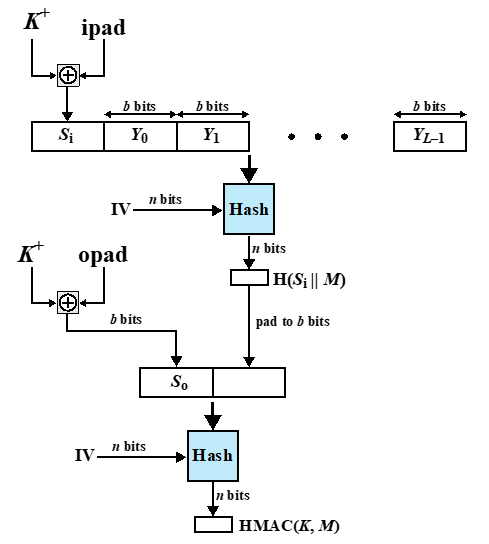 K⁺ ipad
b bits b bits b bits
Sᵢ Y₀ Y₁ • • • Y_L–1
IV n bits Hash
n bits
K⁺ opad
H(Sᵢ || M)
b bits pad to b bits
Sₒ
IV n bits Hash
n bits
HMAC(K, M)